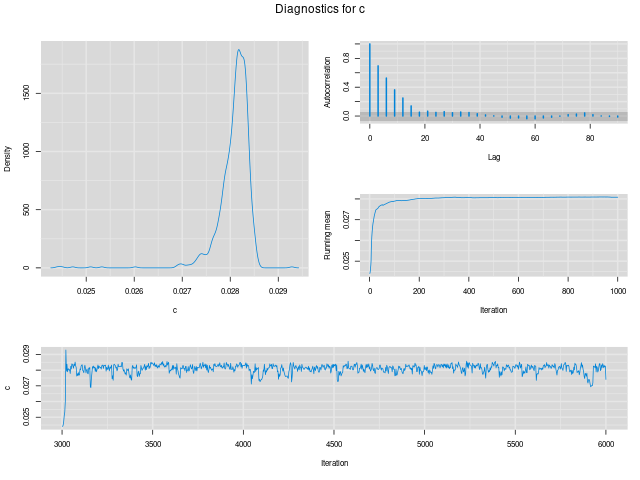 Diagnostics for c
Density
0 500 1500
0.025 0.026 0.027 0.028 0.029
c
Autocorrelation
0.0 0.4 0.8
0 20 40 60 80
Lag
Running mean
0.025 0.027
0 200 400 600 800 1000
Iteration
c
0.025 0.027 0.029
3000 3500 4000 4500 5000 5500 6000
Iteration